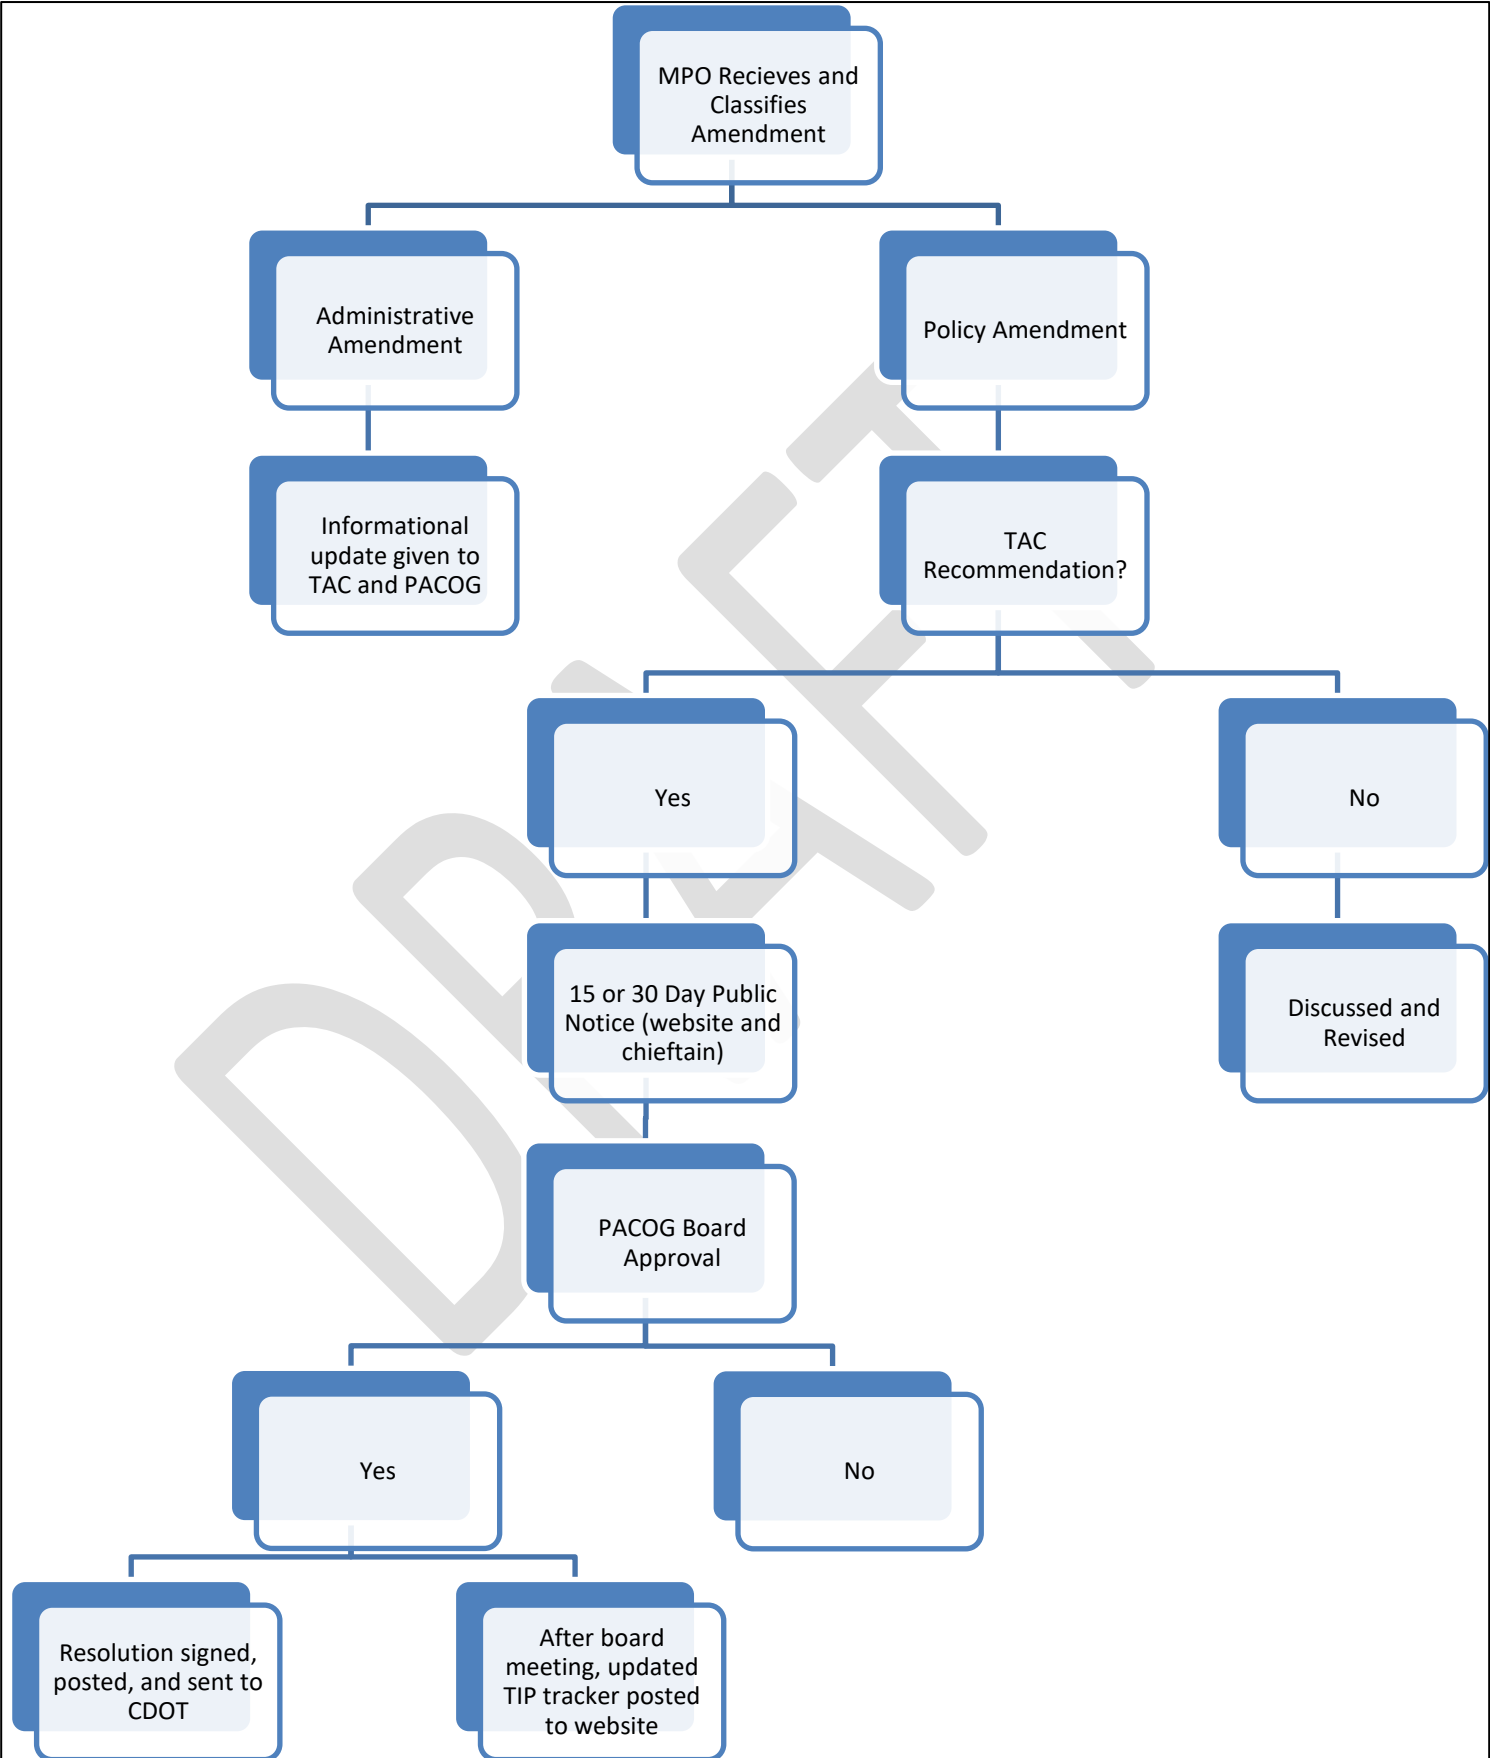 MPO Recieves and
Classifies
Amendment
Administrative
Amendment
Policy Amendment
Informational
update given to
TAC and PACOG
TAC
Recommendation?
Yes
No
15 or 30 Day Public
Notice (website and
chieftain)
Discussed and
Revised
PACOG Board
Approval
Yes
No
Resolution signed,
posted, and sent to
CDOT
After board
meeting, updated
TIP tracker posted
to website
DRAFT